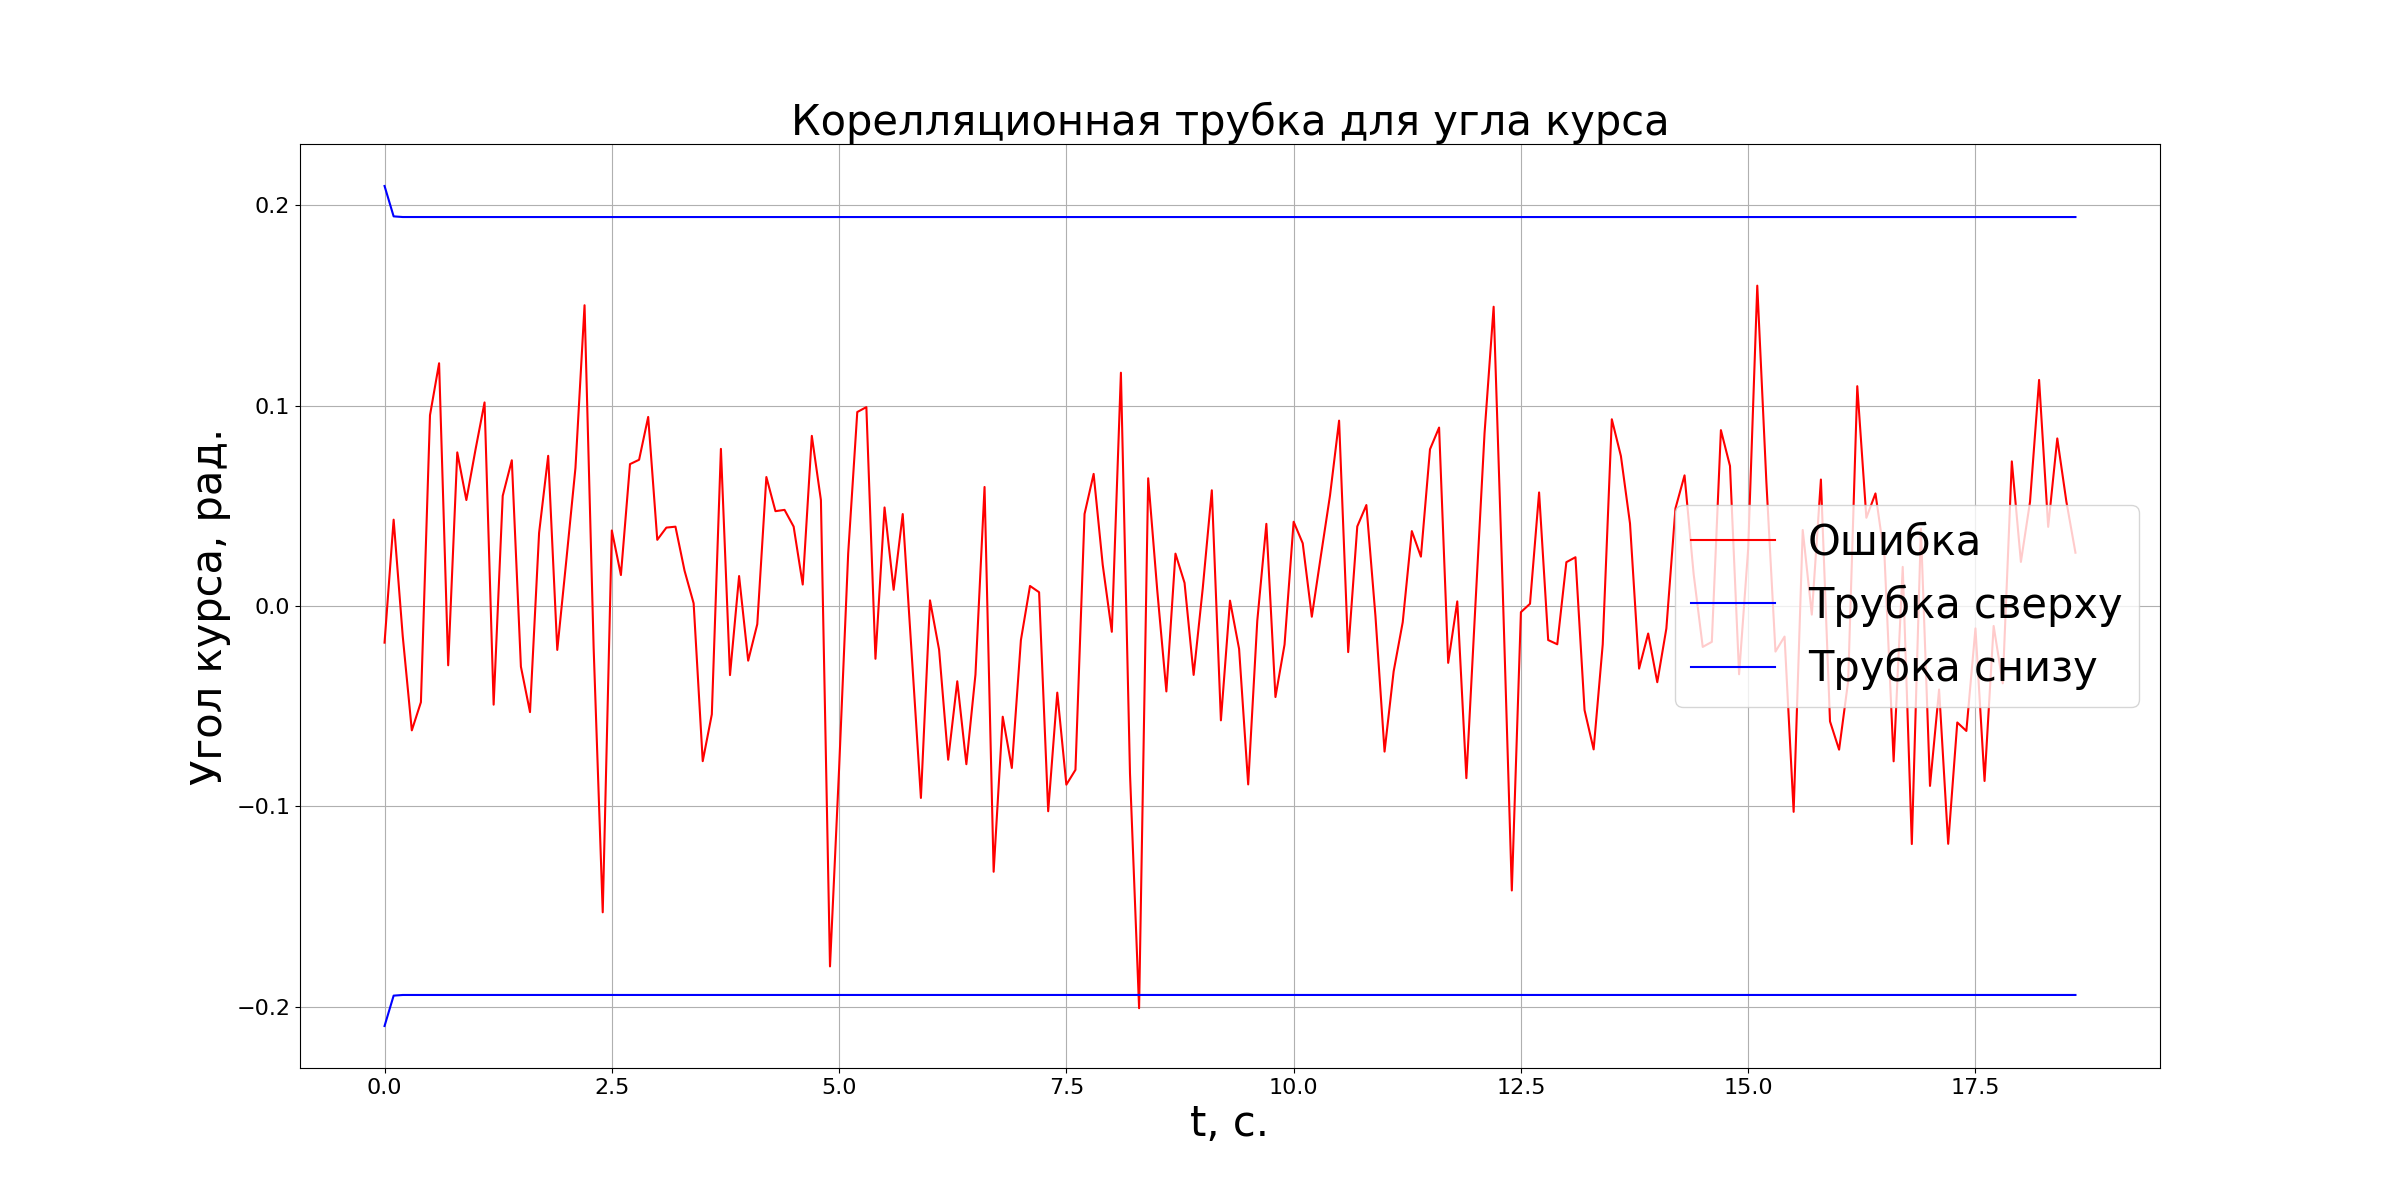 Корелляционная трубка для угла курса
Угол курса, рад.
0.2
0.1
0.0
−0.1
−0.2
Ошибка
Трубка сверху
Трубка снизу
0.0 2.5 5.0 7.5 10.0 12.5 15.0 17.5
t, с.